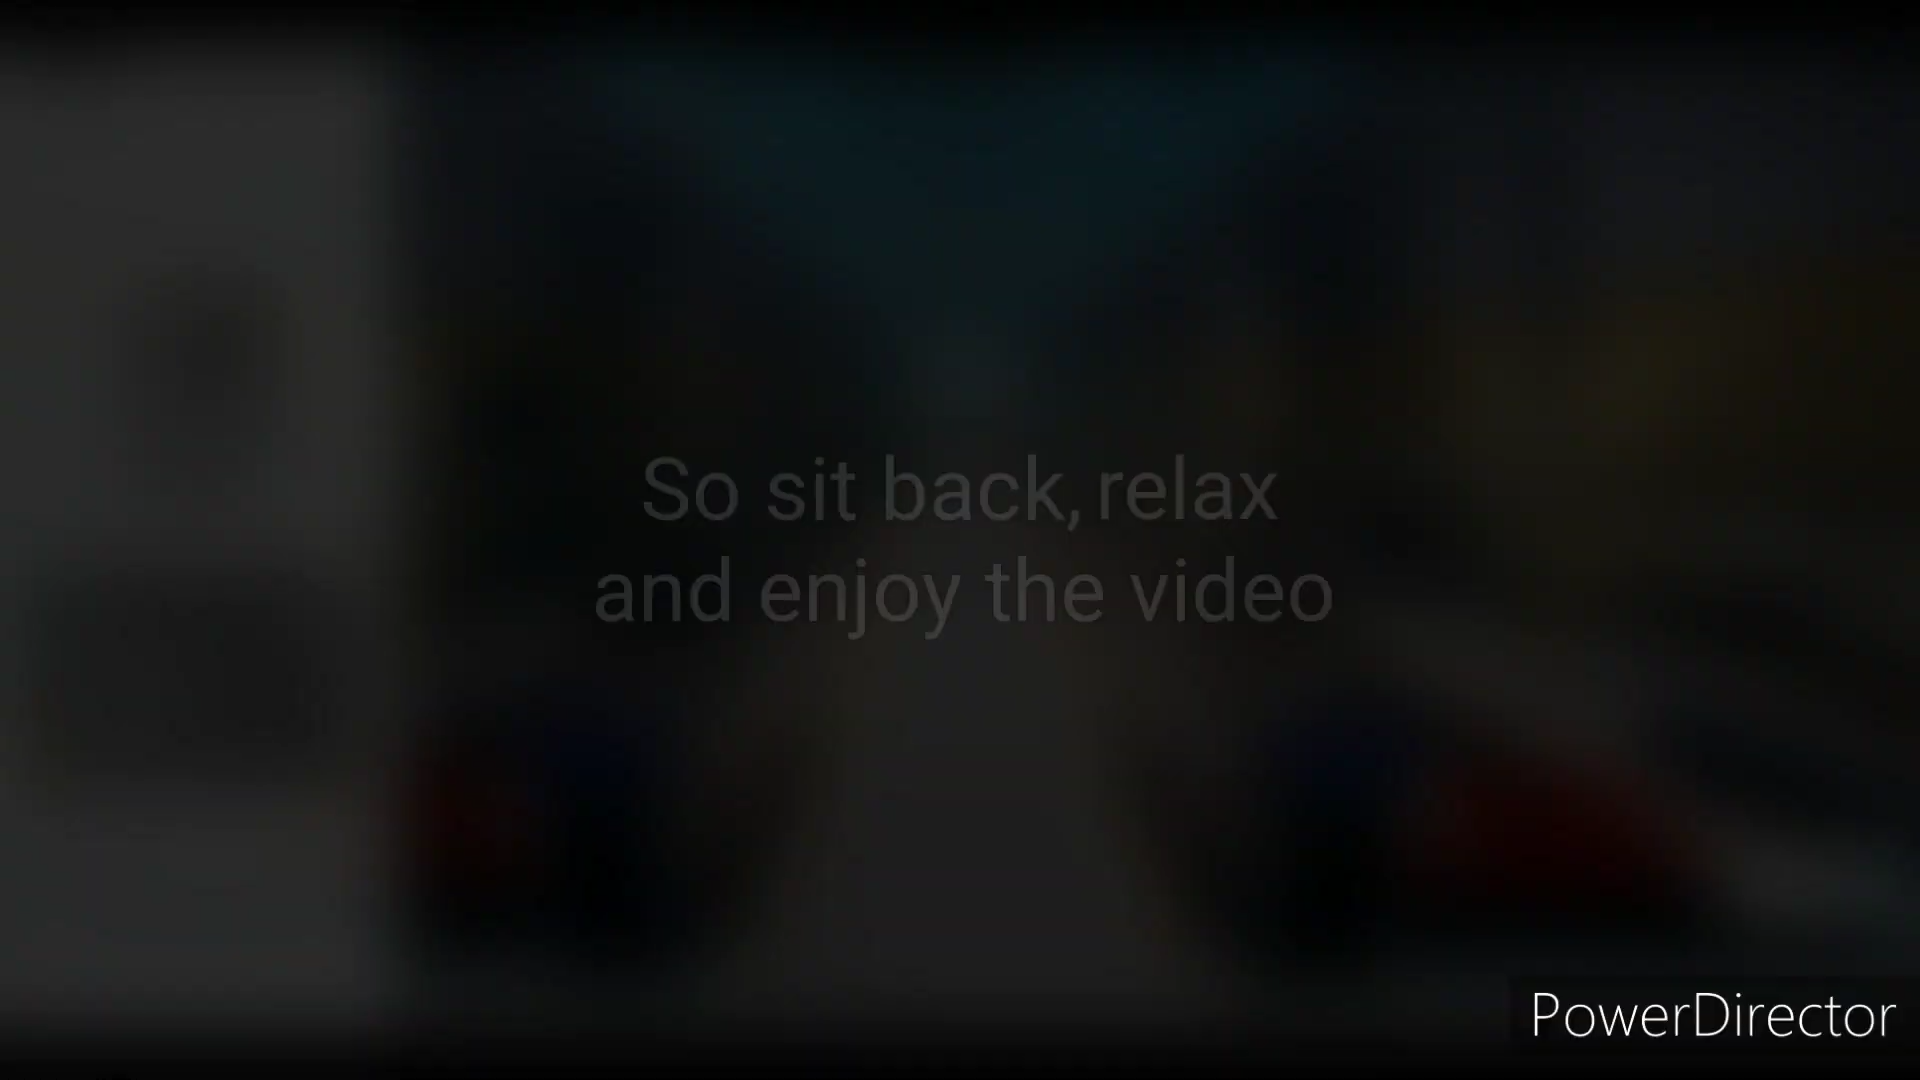 So sit back, relax
and enjoy the video
PowerDirector